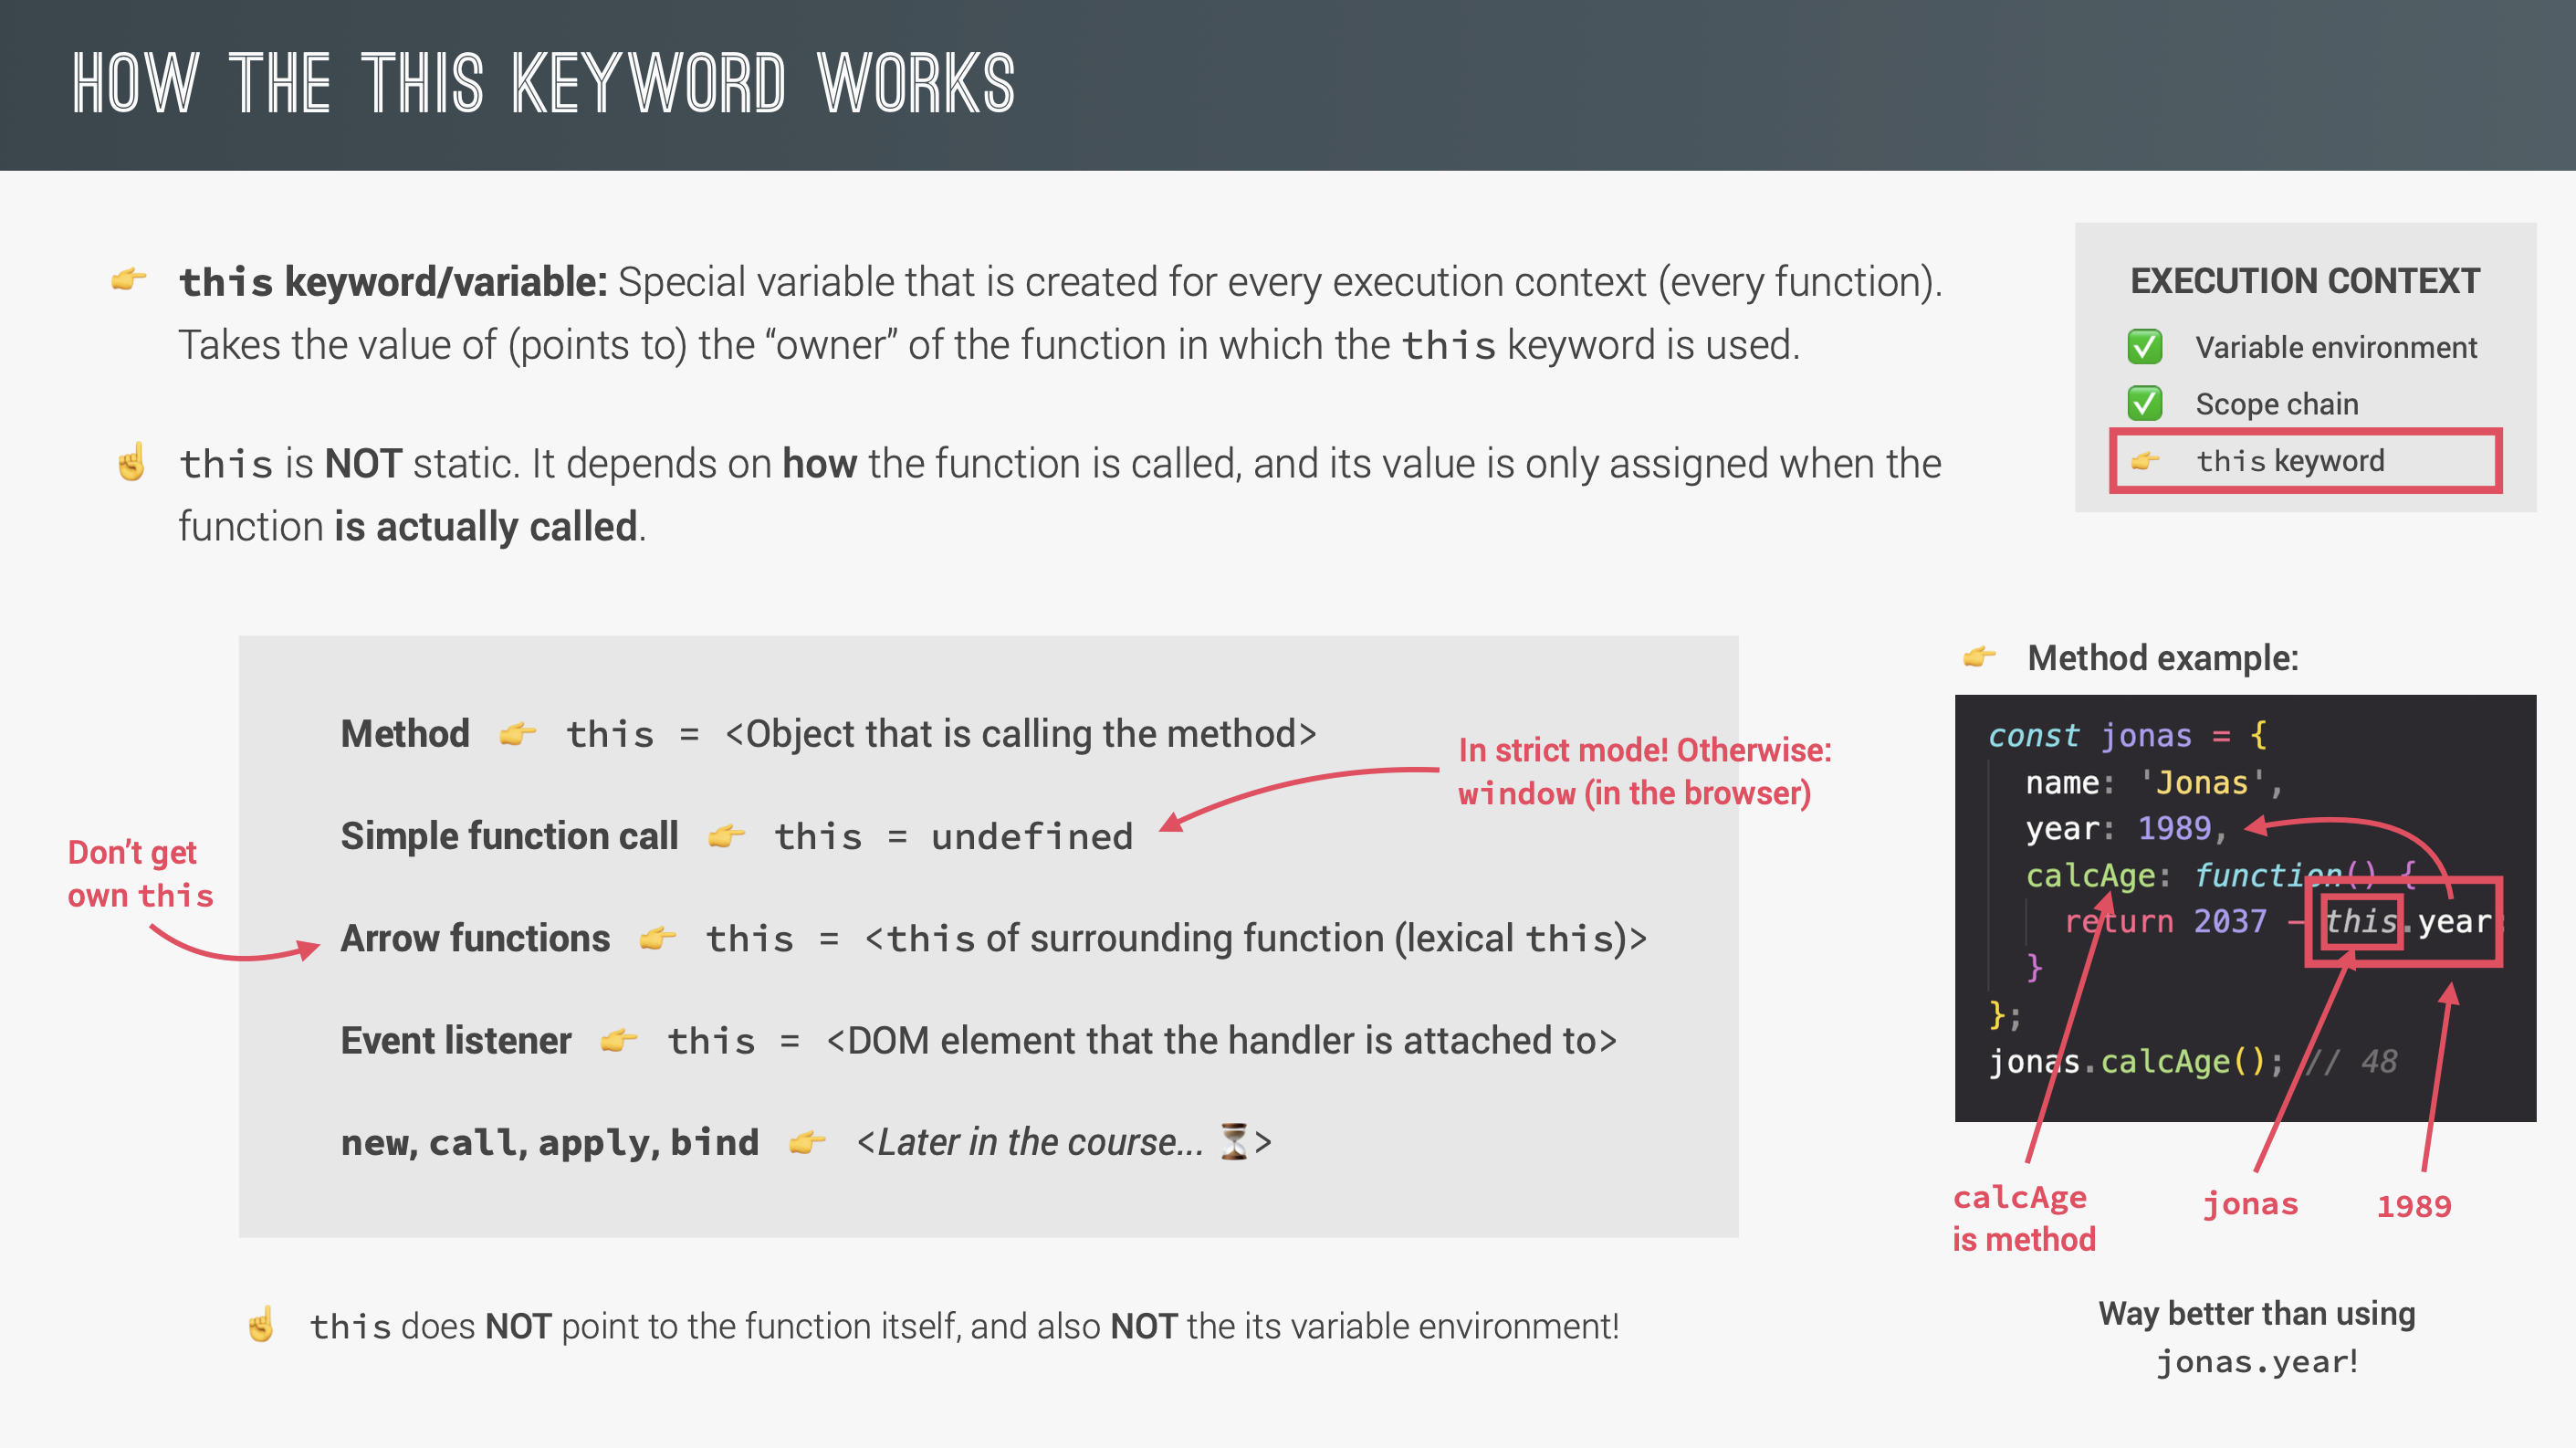 HOW THE THIS KEYWORD WORKS
👉 this keyword/variable: Special variable that is created for every execution context (every function).
Takes the value of (points to) the “owner” of the function in which the this keyword is used.
☝️ this is NOT static. It depends on how the function is called, and its value is only assigned when the
function is actually called.
EXECUTION CONTEXT
✅ Variable environment
✅ Scope chain
👉 this keyword
Method 👉 this = <Object that is calling the method>
In strict mode! Otherwise:
window (in the browser)
Simple function call 👉 this = undefined
Don’t get
own this
Arrow functions 👉 this = <this of surrounding function (lexical this)>
Event listener 👉 this = <DOM element that the handler is attached to>
new, call, apply, bind 👉 <Later in the course... ⏳>
☝️ this does NOT point to the function itself, and also NOT the its variable environment!
👉 Method example:
const jonas = {
name: 'Jonas',
year: 1989,
calcAge: function() {
return 2037 - this.year;
}
};
jonas.calcAge(); // 48
calcAge
is method
jonas
1989
Way better than using
jonas.year!